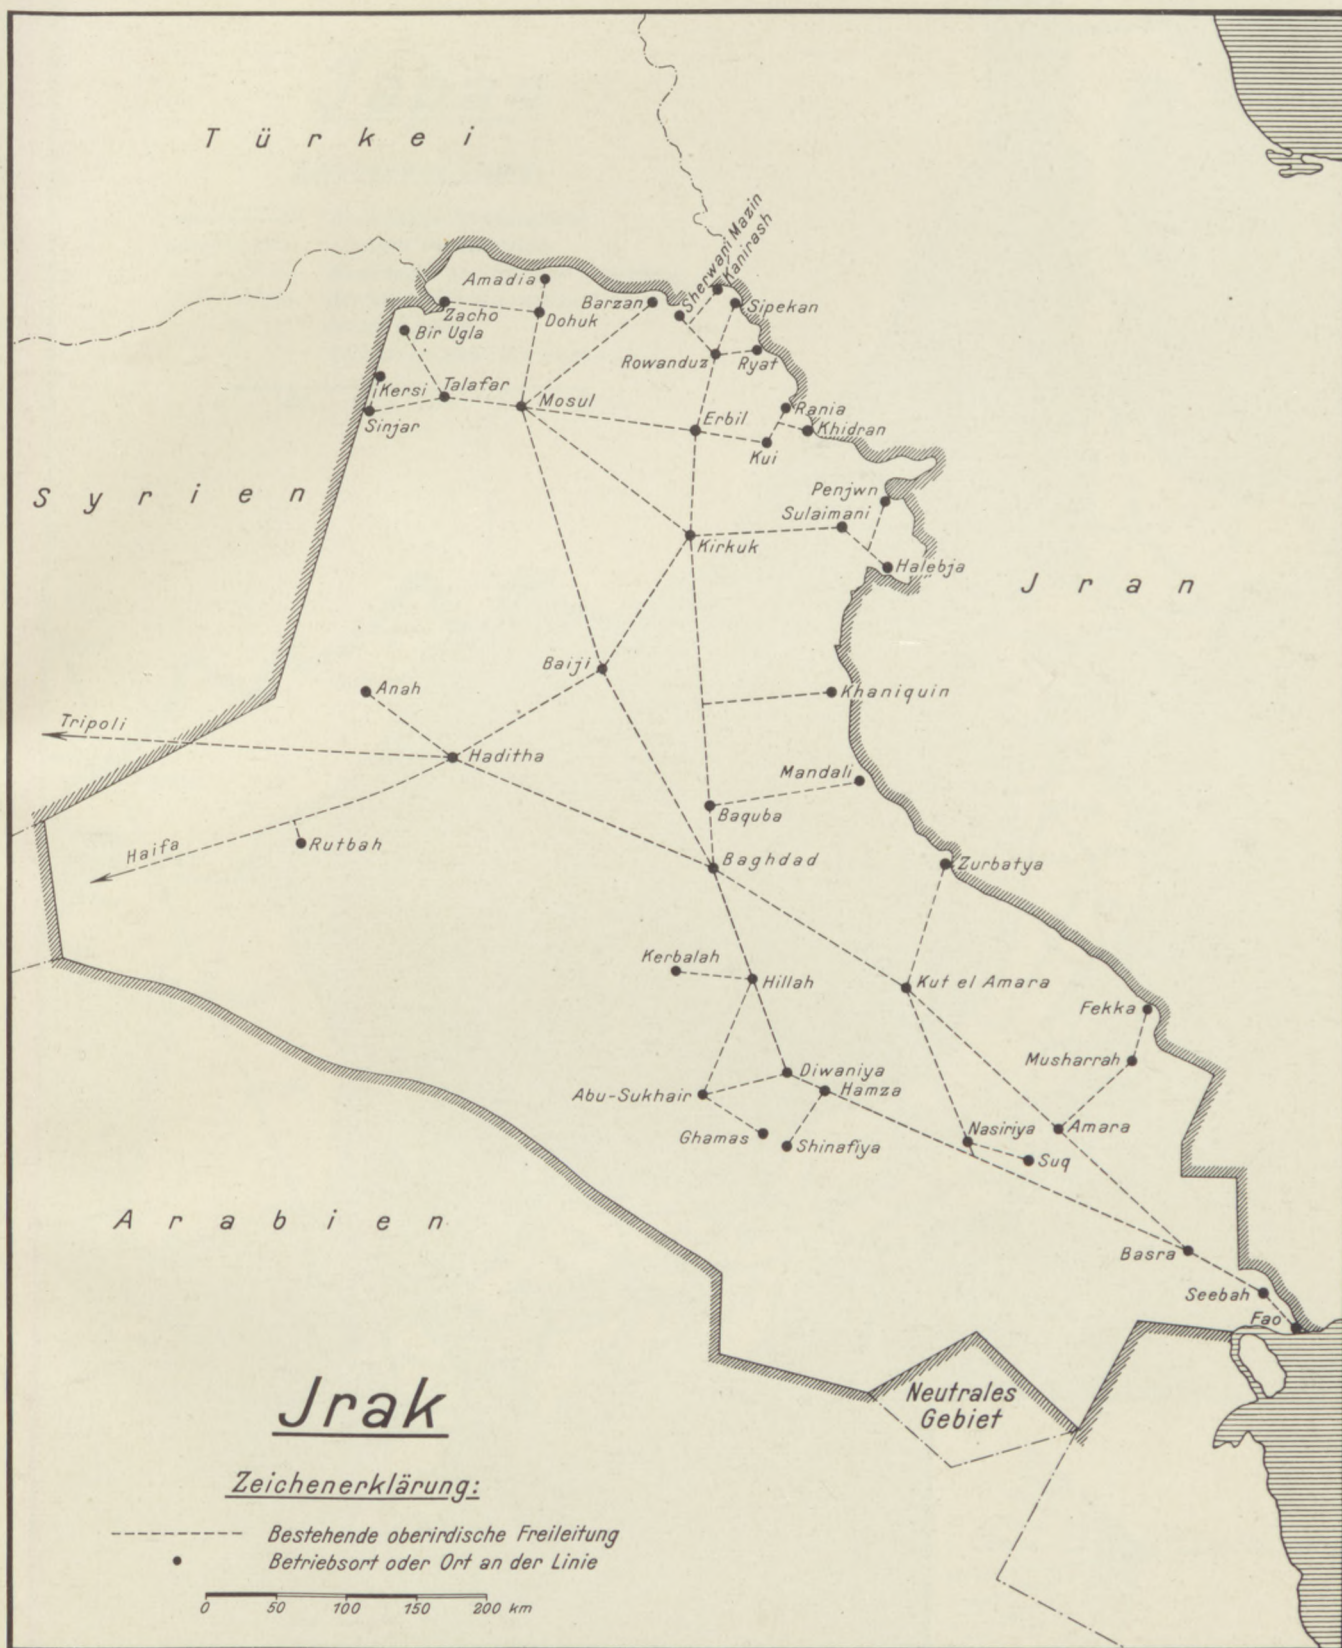 Türkei
Sherwani Mazin
Kanirash
Amadia
Barzan
Sipekan
Zacho
Dohuk
Bir Ugla
Rowanduz
Ryat
Kersi
Talafar
Mosul
Erbil
Rania
Khidran
Sinjar
Kui
Syrien
Penjwn
Sulaimani
Kirkuk
Halebja
Jran
Baiji
Anah
Khaniquin
Tripoli
Haditha
Mandali
Baquba
Haifa
Rutbah
Baghdad
Zurbatya
Kerbalah
Hillah
Kut el Amara
Fekka
Musharrah
Diwaniya
Hamza
Abu-Sukhair
Ghamas
Shinafiya
Nasiriya
Amara
Suq
Arabien
Basra
Seebah
Fao
Neutrales
Gebiet
Jrak
Zeichenerklärung:
Bestehende oberirdische Freileitung
Betriebsort oder Ort an der Linie
0 50 100 150 200 km